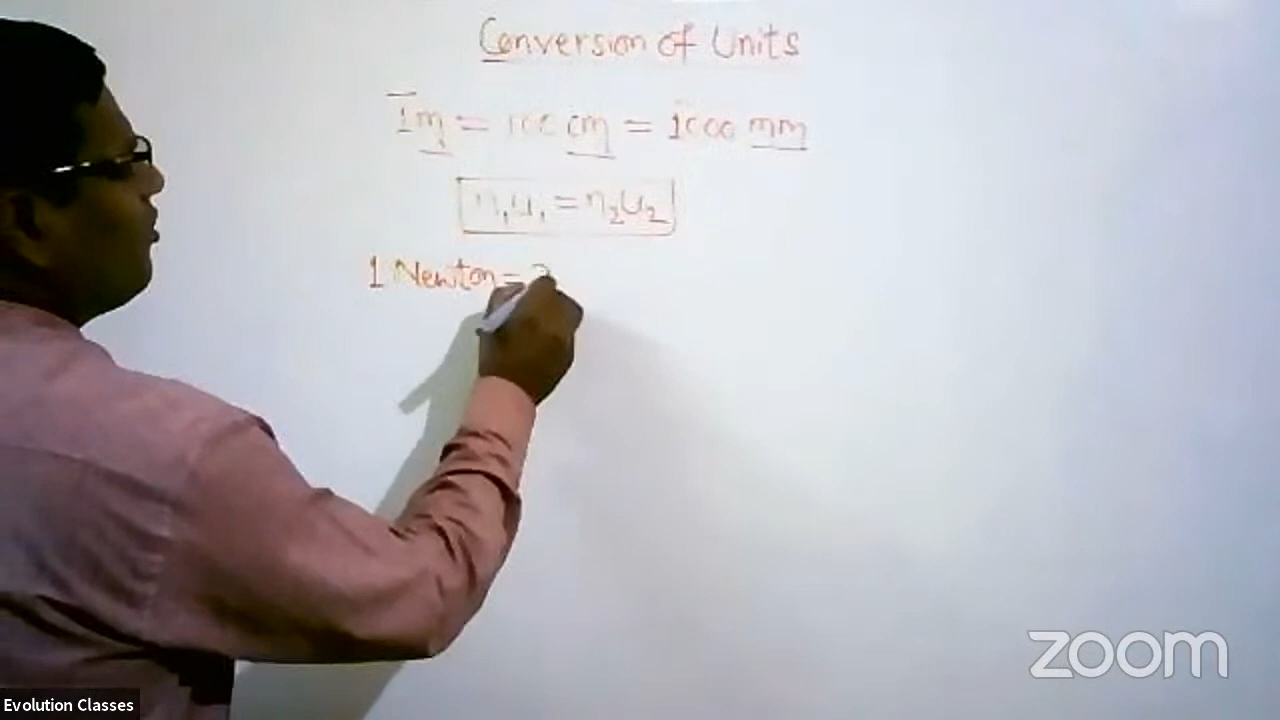 Conversion of Units
1m = 100 cm = 1000 mm
n₁u₁ = n₂u₂
1 Newton = ?
zoom
Evolution Classes